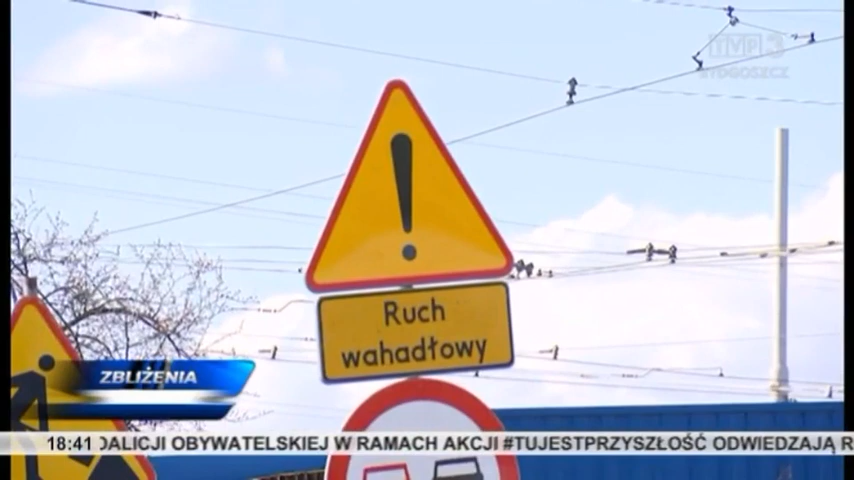 TVP3
BYDGOSZCZ
Ruch
wahadłowy
ZBLIŻENIA
18:41 OALICJI OBYWATELSKIEJ W RAMACH AKCJI #TUJESTPRZYSZŁOŚĆ ODWIEDZAJĄ R